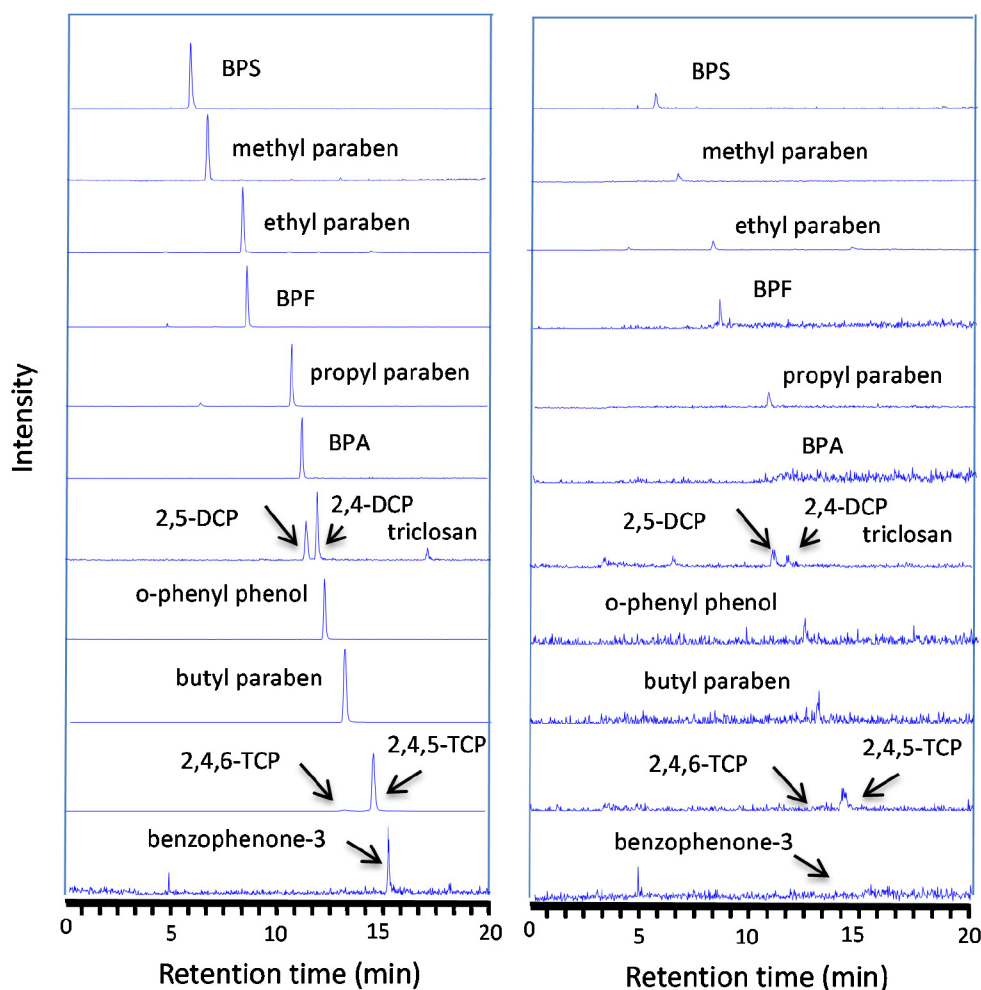 Intensity
BPS
methyl paraben
ethyl paraben
BPF
propyl paraben
BPA
2,5-DCP
2,4-DCP
triclosan
o-phenyl phenol
butyl paraben
2,4,6-TCP
2,4,5-TCP
benzophenone-3
0 5 10 15 20
Retention time (min)
BPS
methyl paraben
ethyl paraben
BPF
propyl paraben
BPA
2,5-DCP
2,4-DCP
triclosan
o-phenyl phenol
butyl paraben
2,4,6-TCP
2,4,5-TCP
benzophenone-3
0 5 10 15 20
Retention time (min)